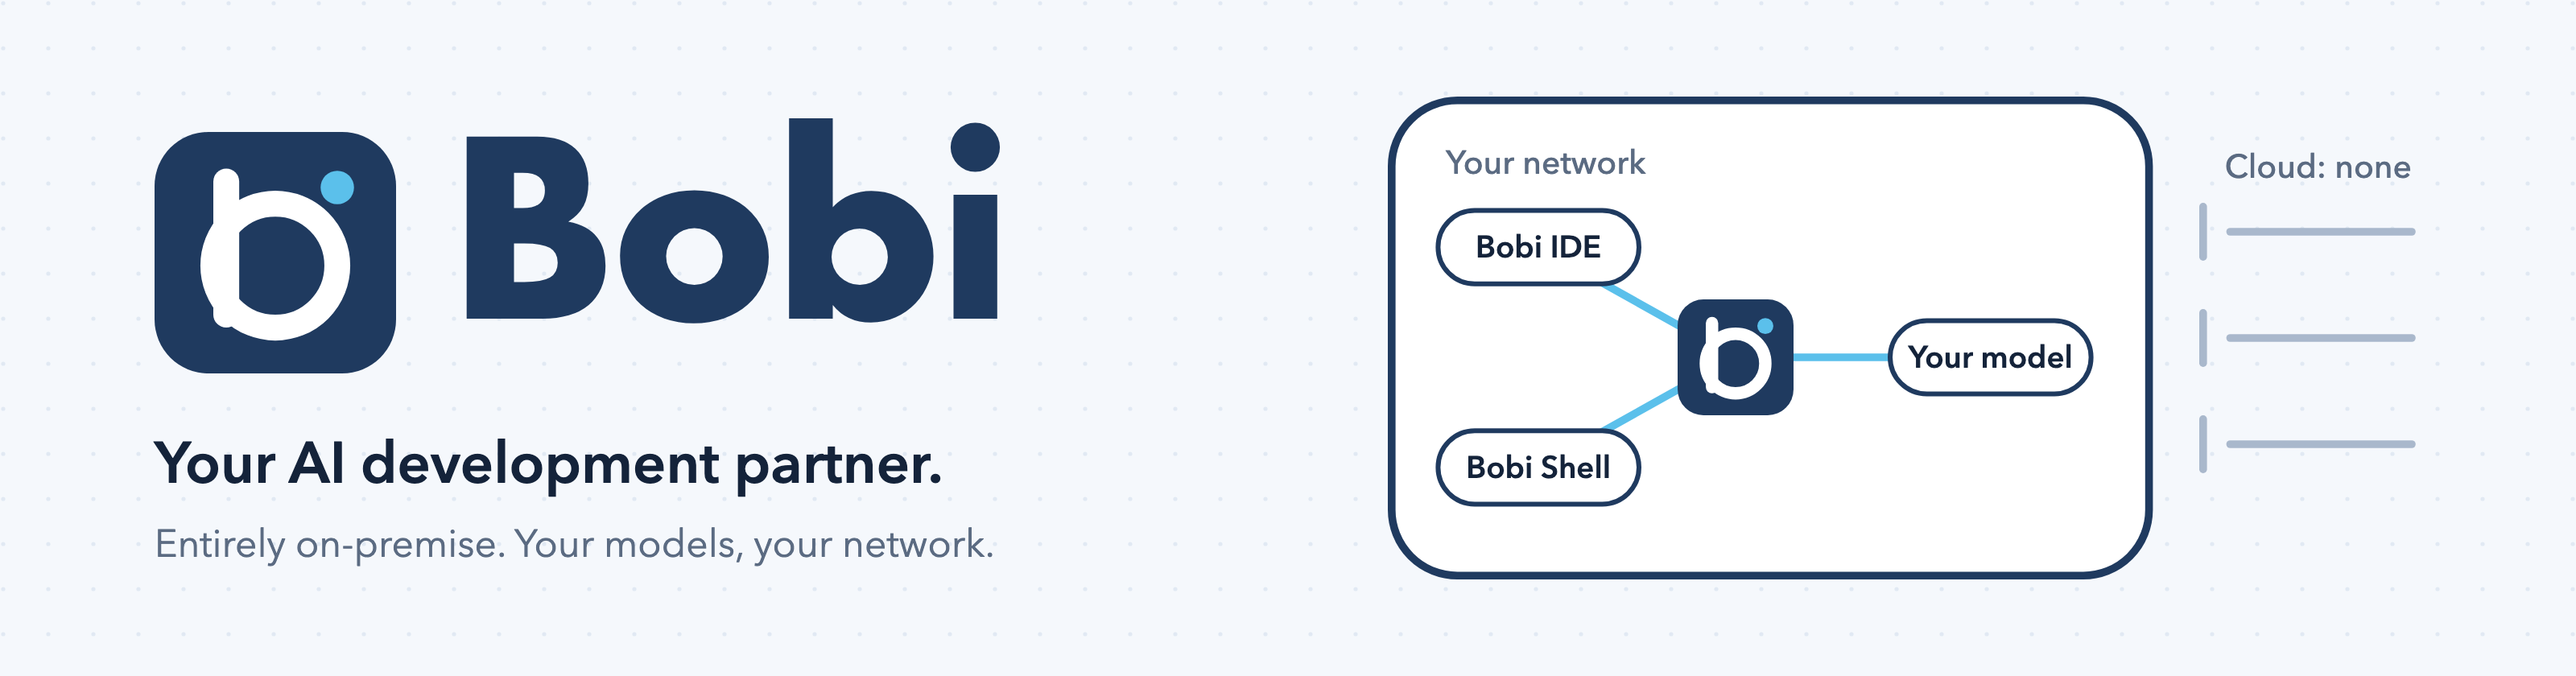 Bobi
Your AI development partner.
Entirely on-premise. Your models, your network.
Your network
Bobi IDE
Your model
Bobi Shell
Cloud: none